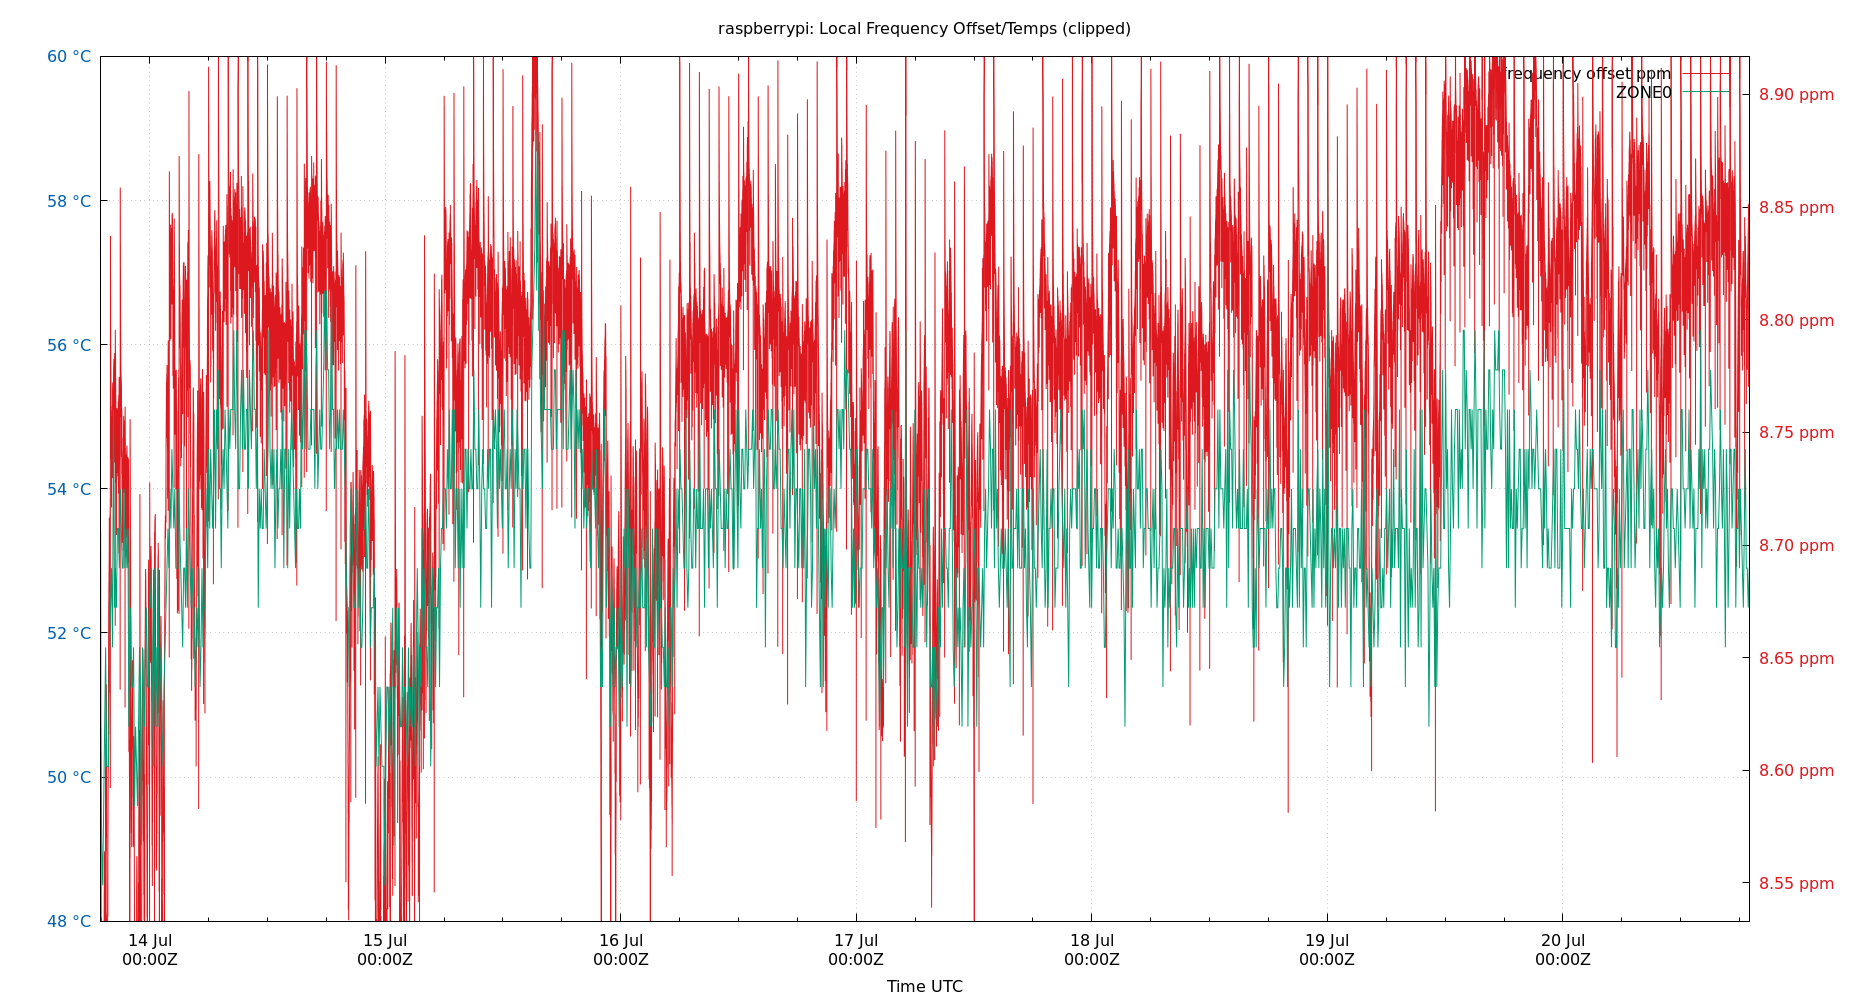 raspberrypi: Local Frequency Offset/Temps (clipped)
60 °C
58 °C
56 °C
54 °C
52 °C
50 °C
48 °C
frequency offset ppm
ZONE0
8.90 ppm
8.85 ppm
8.80 ppm
8.75 ppm
8.70 ppm
8.65 ppm
8.60 ppm
8.55 ppm
14 Jul 15 Jul 16 Jul 17 Jul 18 Jul 19 Jul 20 Jul
00:00Z 00:00Z 00:00Z 00:00Z 00:00Z 00:00Z 00:00Z
Time UTC